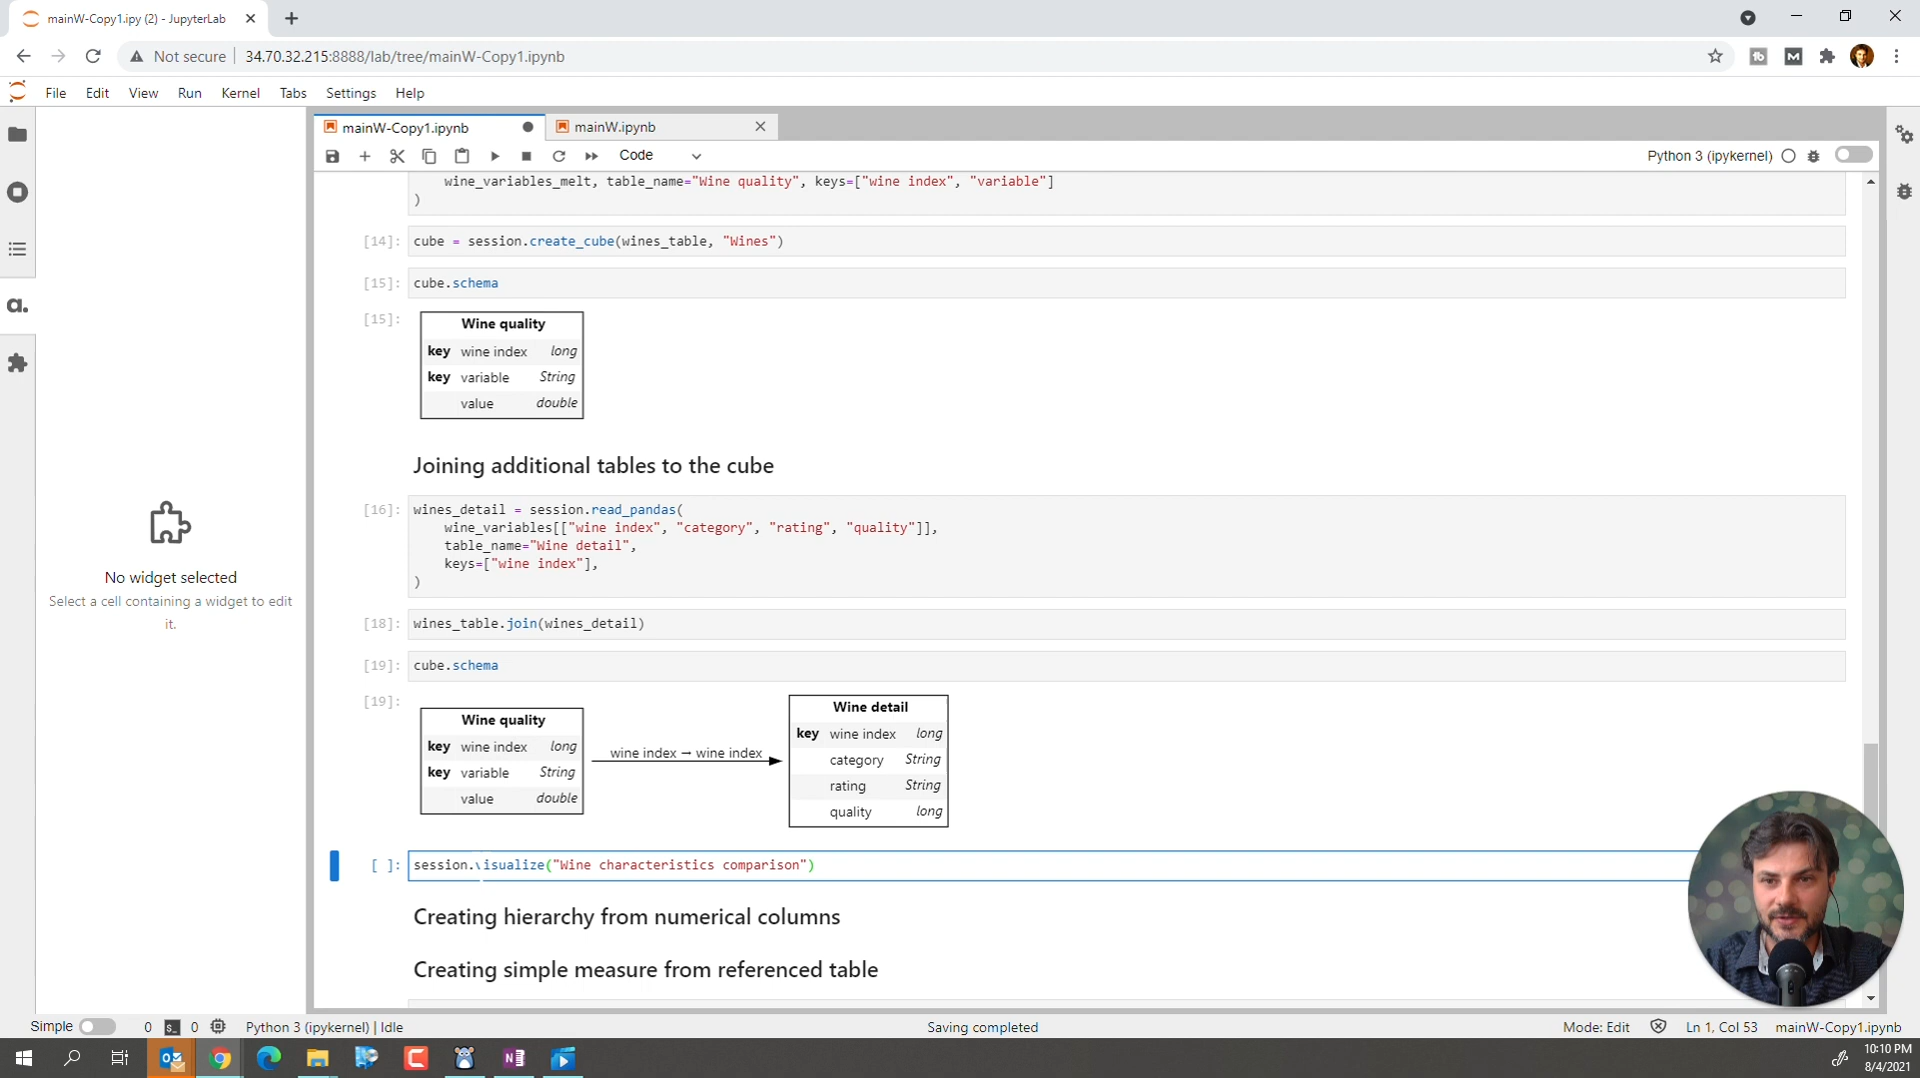 mainW-Copy1.ipy (2) - JupyterLab
Not secure
34.70.32.215:8888/lab/tree/mainW-Copy1.ipynb
File Edit View Run Kernel Tabs Settings Help
mainW-Copy1.ipynb
mainW.ipynb
Code
Python 3 (ipykernel)
wine_variables_melt, table_name="Wine quality", keys=["wine index", "variable"]
)
[14]: cube = session.create_cube(wines_table, "Wines")
[15]: cube.schema
[15]: Wine quality
key wine index long
key variable String
value double
Joining additional tables to the cube
[16]: wines_detail = session.read_pandas(
wine_variables[["wine index", "category", "rating", "quality"]],
table_name="Wine detail",
keys=["wine index"],
)
[18]: wines_table.join(wines_detail)
[19]: cube.schema
[19]:
Wine quality
key wine index long
key variable String
value double
wine index → wine index
Wine detail
key wine index long
category String
rating String
quality long
[ ]: session.visualize("Wine characteristics comparison")
Creating hierarchy from numerical columns
Creating simple measure from referenced table
a.
No widget selected
Select a cell containing a widget to edit
it.
Simple 0 0 Python 3 (ipykernel) | Idle Saving completed Mode: Edit Ln 1, Col 53 mainW-Copy1.ipynb
10:10 PM
8/4/2021